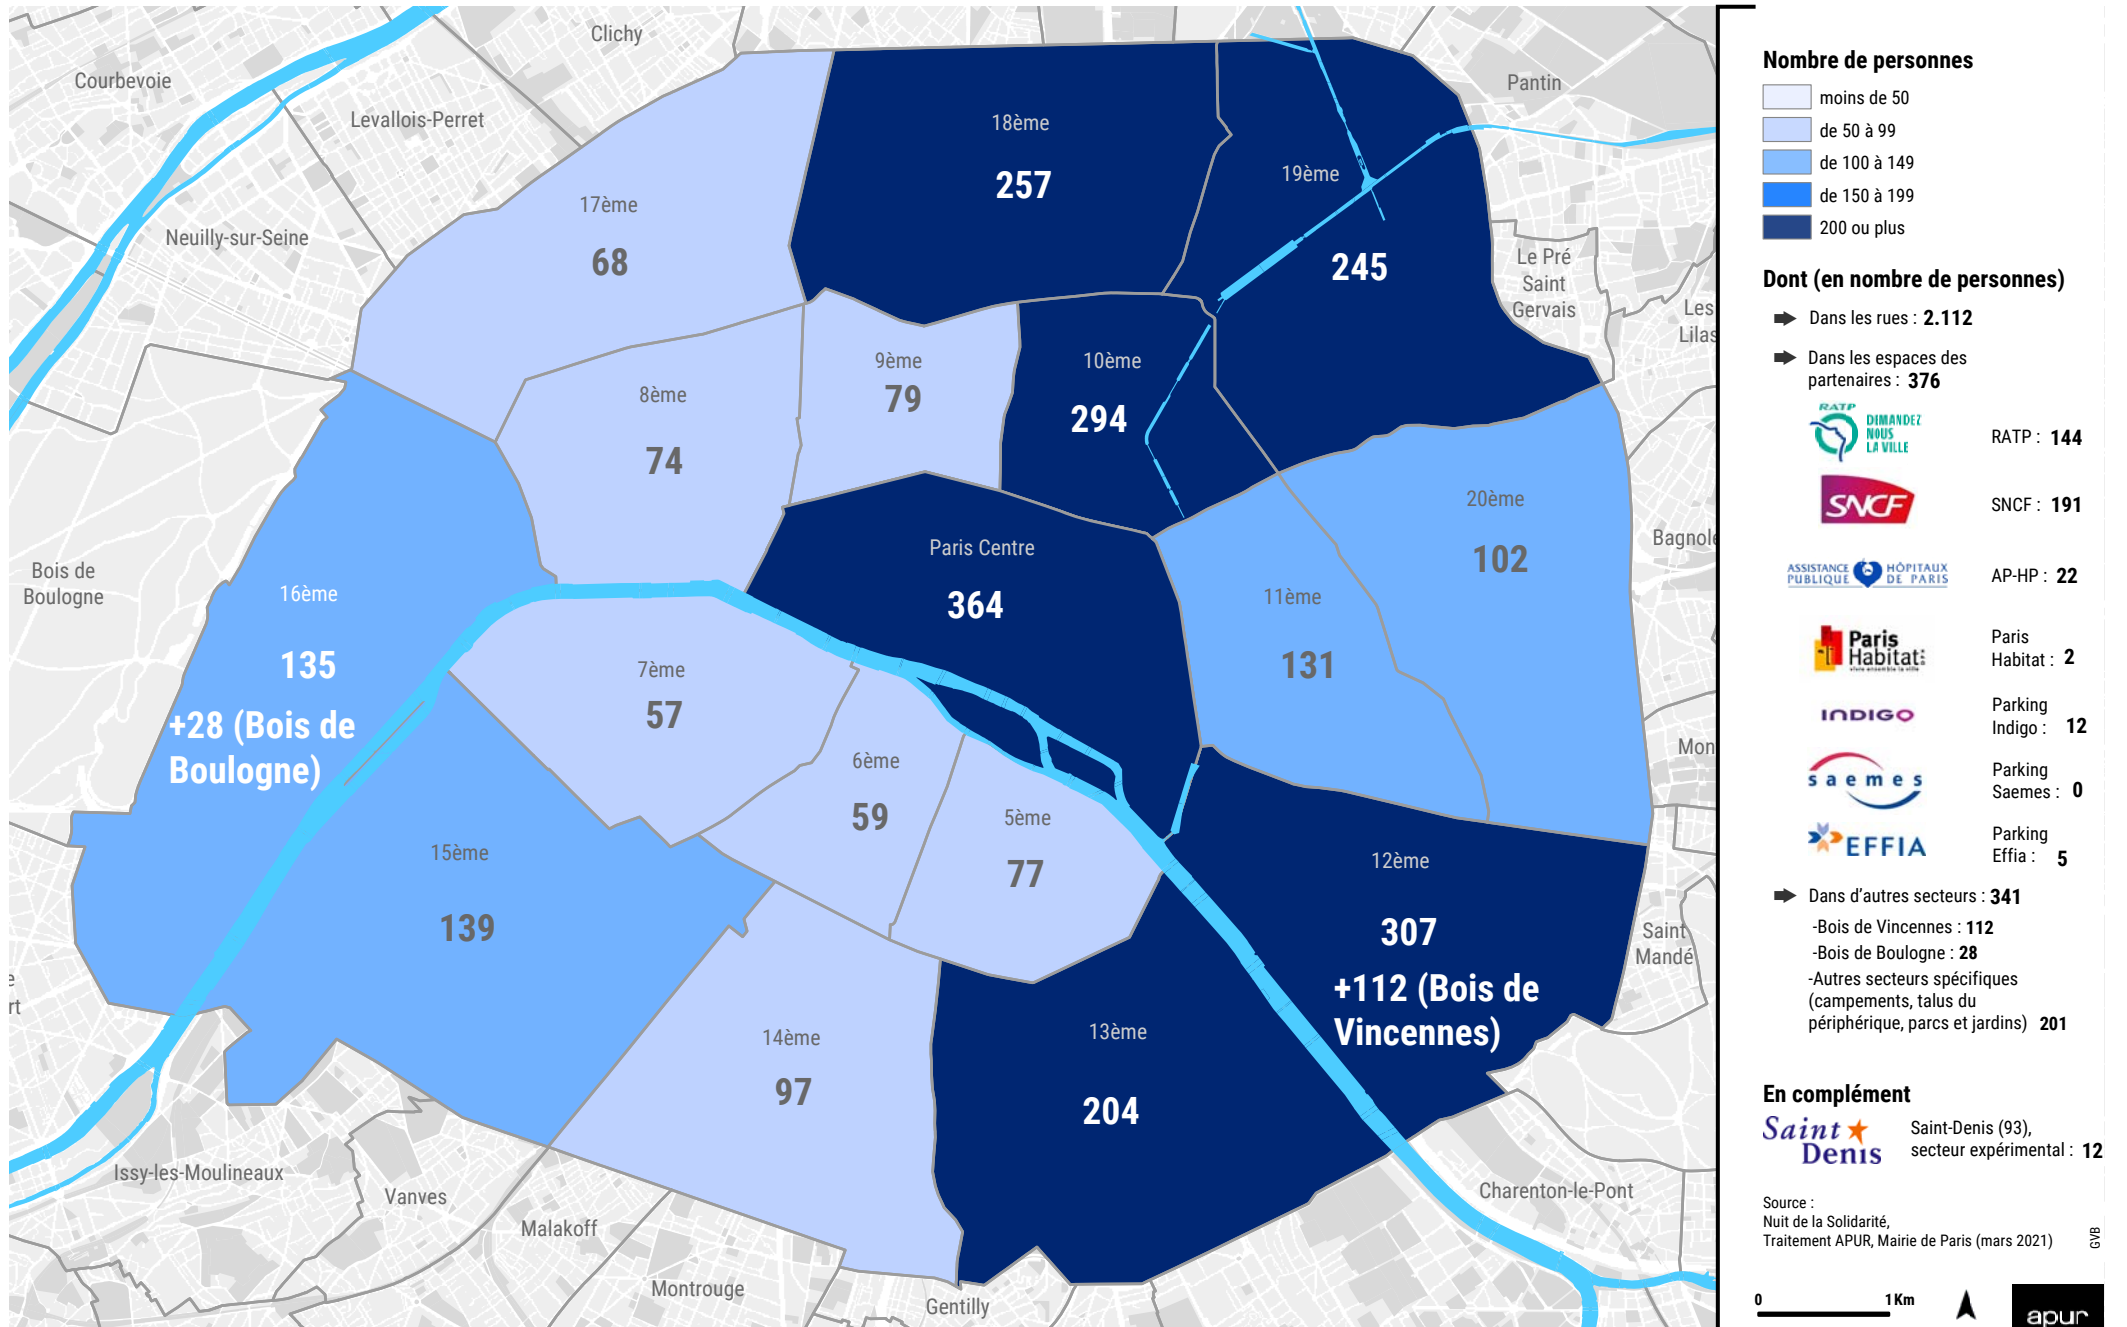 Clichy
Courbevoie
Levallois-Perret
Neuilly-sur-Seine
Pantin
Le Pré
Saint
Gervais
Les
Lilas
Bois de
Boulogne
Bagnole
Mon
Saint
Mandé
Charenton-le-Pont
Issy-les-Moulineaux
Vanves
Malakoff
Montrouge
Gentilly
rt
18ème
257
19ème
245
17ème
68
8ème
74
9ème
79
10ème
294
20ème
102
Paris Centre
364
11ème
131
16ème
135
+28 (Bois de
Boulogne)
7ème
57
6ème
59
5ème
77
15ème
139
12ème
307
+112 (Bois de
Vincennes)
14ème
97
13ème
204
Nombre de personnes
moins de 50
de 50 à 99
de 100 à 149
de 150 à 199
200 ou plus
Dont (en nombre de personnes)
Dans les rues : 2.112
Dans les espaces des
partenaires : 376
RATP
DIMANDEZ
NOUS
LA VILLE
RATP : 144
SNCF
SNCF : 191
ASSISTANCE HÔPITAUX
PUBLIQUE DE PARIS
AP-HP : 22
Paris
Habitat
Paris
Habitat : 2
INDIGO
Parking
Indigo : 12
saemes
Parking
Saemes : 0
EFFIA
Parking
Effia : 5
Dans d'autres secteurs : 341
-Bois de Vincennes : 112
-Bois de Boulogne : 28
-Autres secteurs spécifiques
(campements, talus du
périphérique, parcs et jardins) 201
En complément
Saint
Denis
Saint-Denis (93),
secteur expérimental : 12
Source :
Nuit de la Solidarité,
Traitement APUR, Mairie de Paris (mars 2021)
GVB
0 1 Km
apur